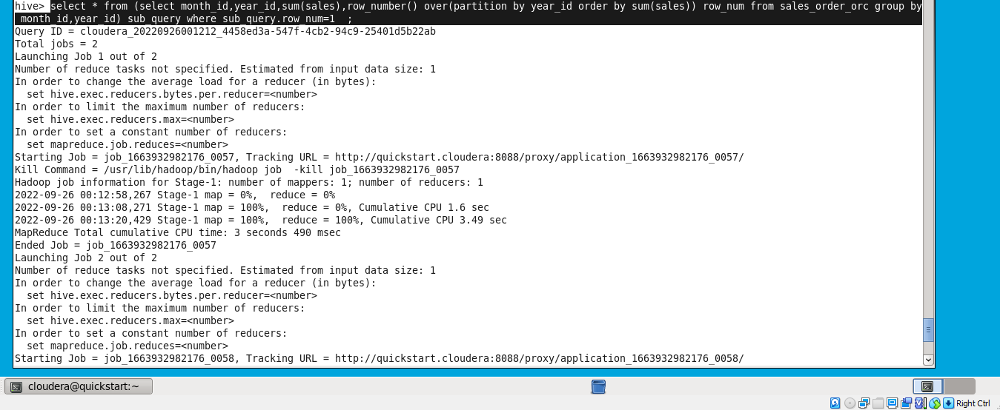 hive> select * from (select month_id,year_id,sum(sales),row_number() over(partition by year_id order by sum(sales)) row_num from sales_order_orc group by
 month_id,year_id) sub_query where sub_query.row_num=1  ;
Query ID = cloudera_20220926001212_4458ed3a-547f-4cb2-94c9-25401d5b22ab
Total jobs = 2
Launching Job 1 out of 2
Number of reduce tasks not specified. Estimated from input data size: 1
In order to change the average load for a reducer (in bytes):
  set hive.exec.reducers.bytes.per.reducer=<number>
In order to limit the maximum number of reducers:
  set hive.exec.reducers.max=<number>
In order to set a constant number of reducers:
  set mapreduce.job.reduces=<number>
Starting Job = job_1663932982176_0057, Tracking URL = http://quickstart.cloudera:8088/proxy/application_1663932982176_0057/
Kill Command = /usr/lib/hadoop/bin/hadoop job  -kill job_1663932982176_0057
Hadoop job information for Stage-1: number of mappers: 1; number of reducers: 1
2022-09-26 00:12:58,267 Stage-1 map = 0%,  reduce = 0%
2022-09-26 00:13:08,271 Stage-1 map = 100%,  reduce = 0%, Cumulative CPU 1.6 sec
2022-09-26 00:13:20,429 Stage-1 map = 100%,  reduce = 100%, Cumulative CPU 3.49 sec
MapReduce Total cumulative CPU time: 3 seconds 490 msec
Ended Job = job_1663932982176_0057
Launching Job 2 out of 2
Number of reduce tasks not specified. Estimated from input data size: 1
In order to change the average load for a reducer (in bytes):
  set hive.exec.reducers.bytes.per.reducer=<number>
In order to limit the maximum number of reducers:
  set hive.exec.reducers.max=<number>
In order to set a constant number of reducers:
  set mapreduce.job.reduces=<number>
Starting Job = job_1663932982176_0058, Tracking URL = http://quickstart.cloudera:8088/proxy/application_1663932982176_0058/
cloudera@quickstart:~
Right Ctrl